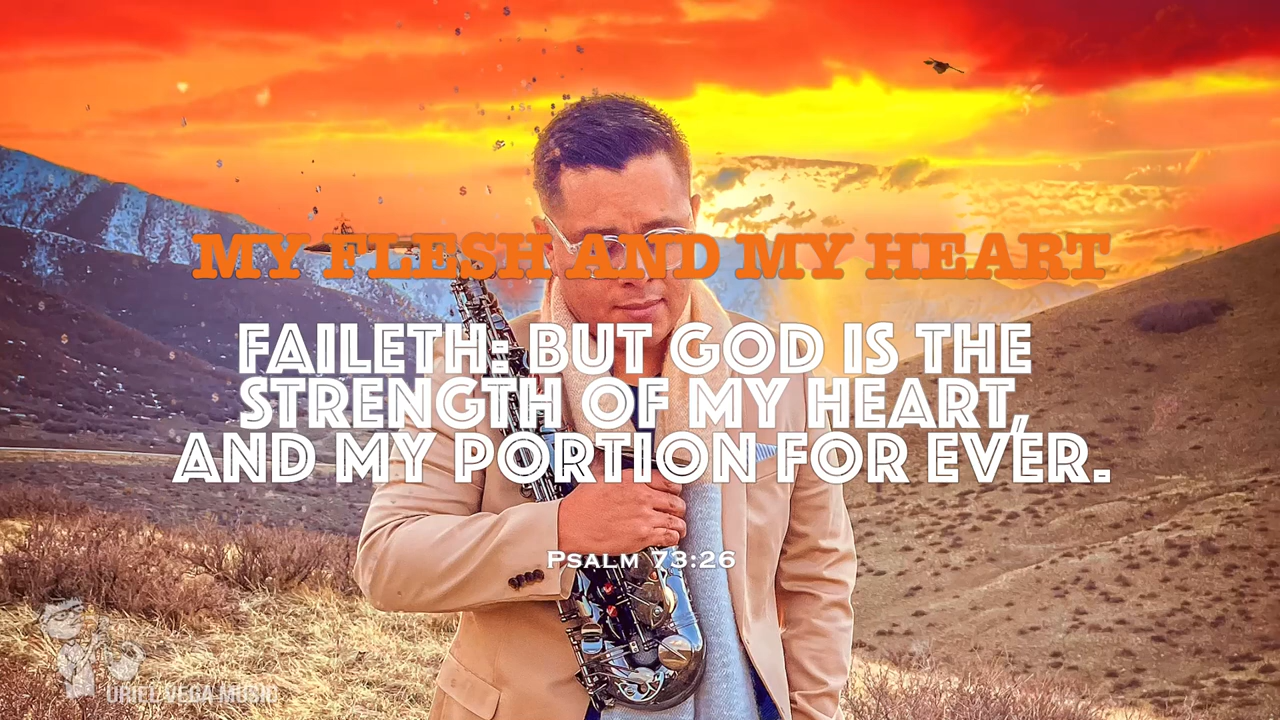 MY FLESH AND MY HEART
FAILETH: BUT GOD IS THE
STRENGTH OF MY HEART,
AND MY PORTION FOR EVER.
Psalm 73:26
URIEL VEGA MUSIC